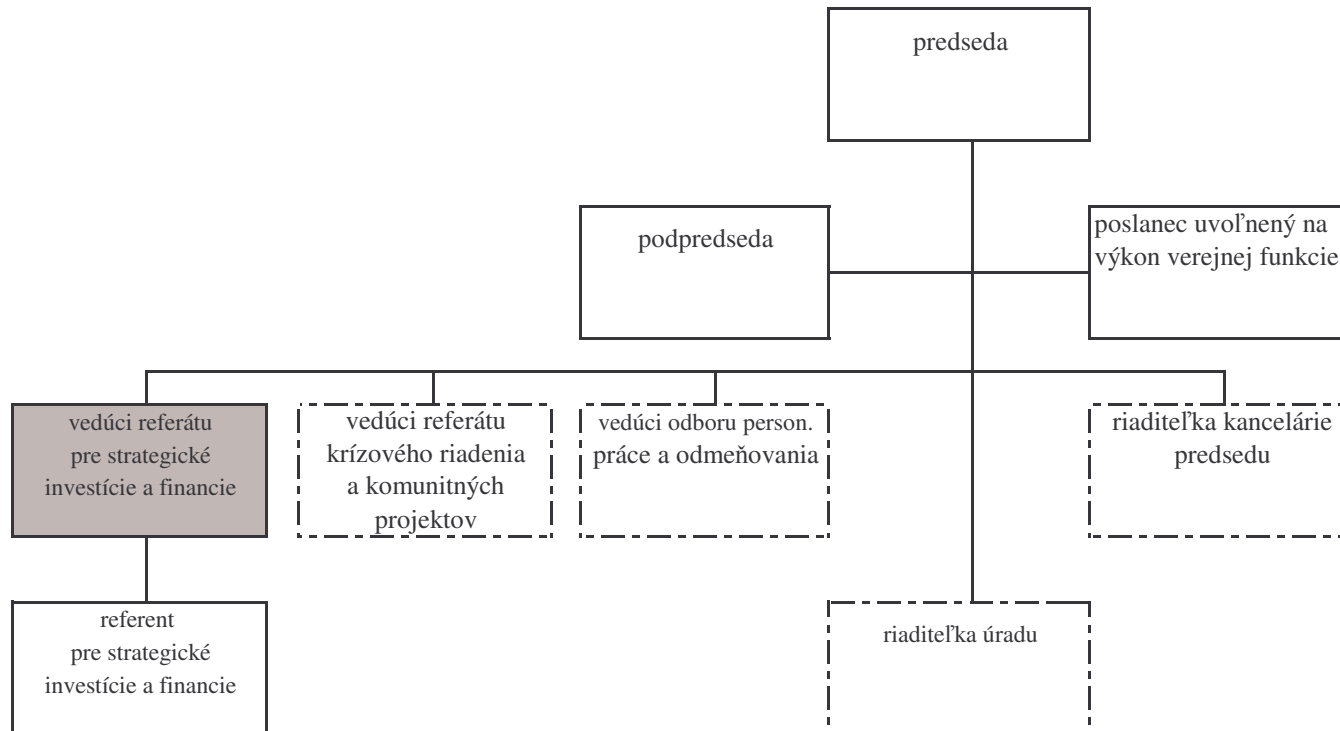 predseda
podpredseda
poslanec uvoľnený na
výkon verejnej funkcie
vedúci referátu
pre strategické
investície a financie
vedúci referátu
krízového riadenia
a komunitných
projektov
vedúci odboru person.
práce a odmeňovania
riaditeľka kancelárie
predsedu
referent
pre strategické
investície a financie
riaditeľka úradu